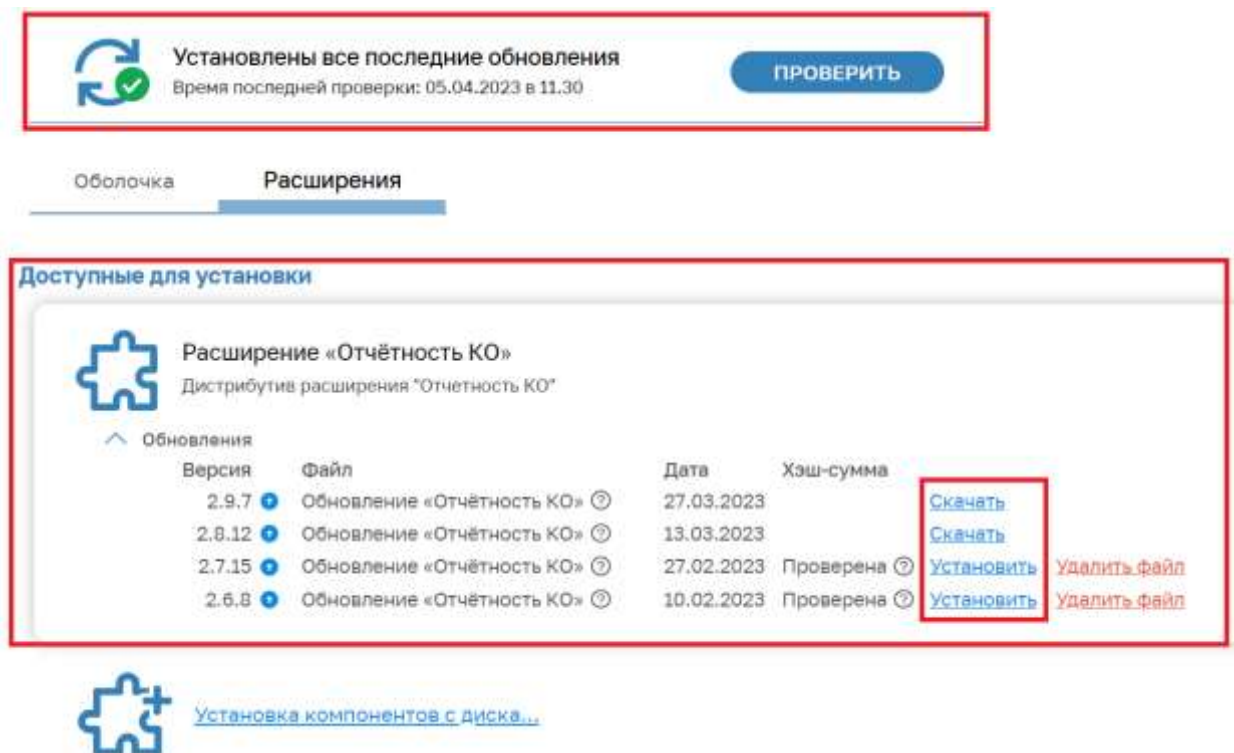 Установлены все последние обновления
Время последней проверки: 05.04.2023 в 11.30
ПРОВЕРИТЬ
Оболочка Расширения
Доступные для установки
Расширение «Отчётность КО»
Дистрибутив расширения "Отчетность КО"
Обновления
Версия Файл Дата Хэш-сумма
2.9.7 Обновление «Отчётность КО» 27.03.2023 Скачать
2.8.12 Обновление «Отчётность КО» 13.03.2023 Скачать
2.7.15 Обновление «Отчётность КО» 27.02.2023 Проверена Установить Удалить файл
2.6.8 Обновление «Отчётность КО» 10.02.2023 Проверена Установить Удалить файл
Установка компонентов с диска...